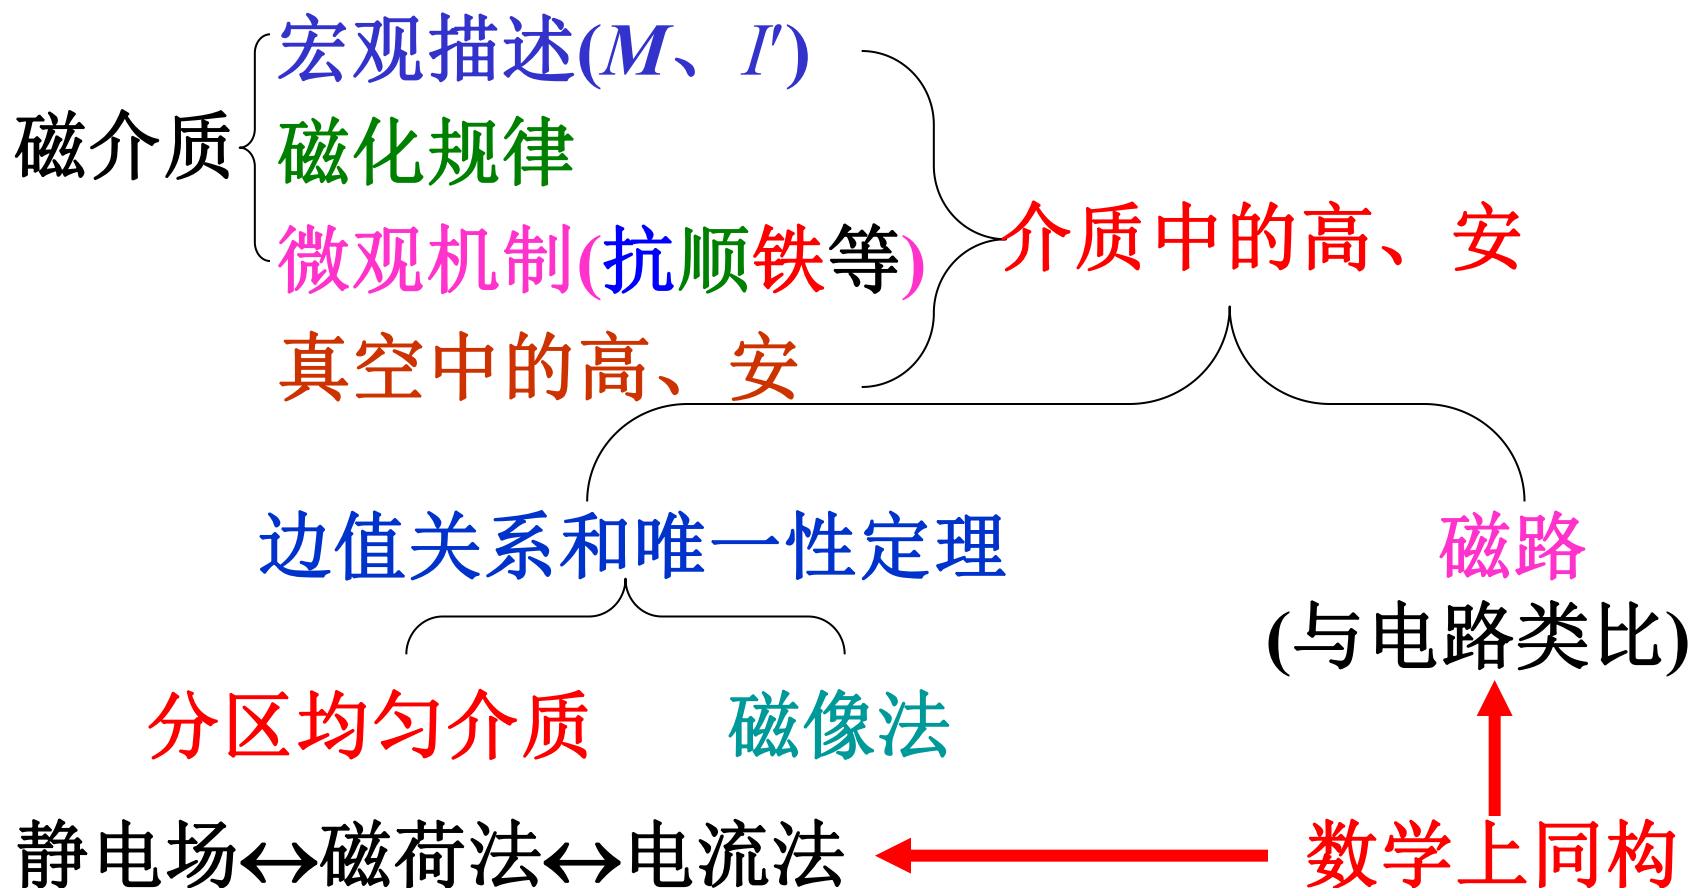 宏观描述(M、I′)
磁介质
磁化规律
微观机制(抗顺铁等)
介质中的高、安
真空中的高、安
边值关系和唯一性定理
磁路
(与电路类比)
分区均匀介质
磁像法
静电场↔磁荷法↔电流法
数学上同构